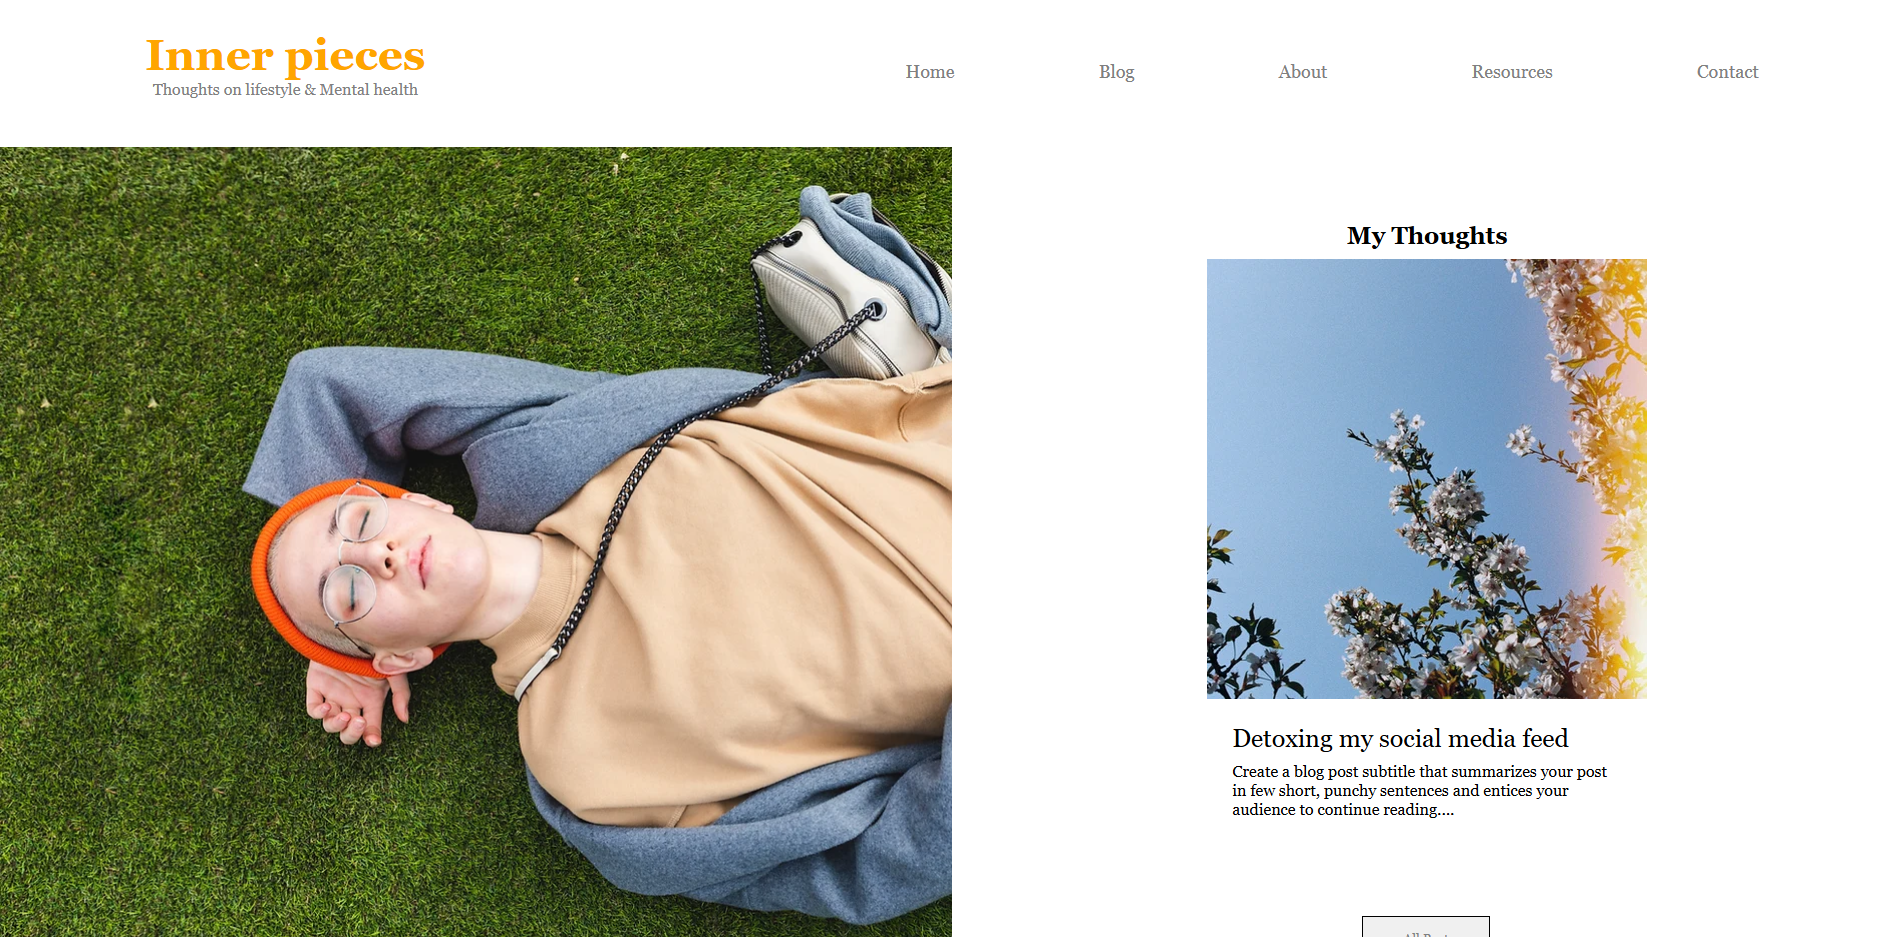 Inner pieces
Thoughts on lifestyle & Mental health
Home
Blog
About
Resources
Contact
My Thoughts
Detoxing my social media feed
Create a blog post subtitle that summarizes your post
in few short, punchy sentences and entices your
audience to continue reading....